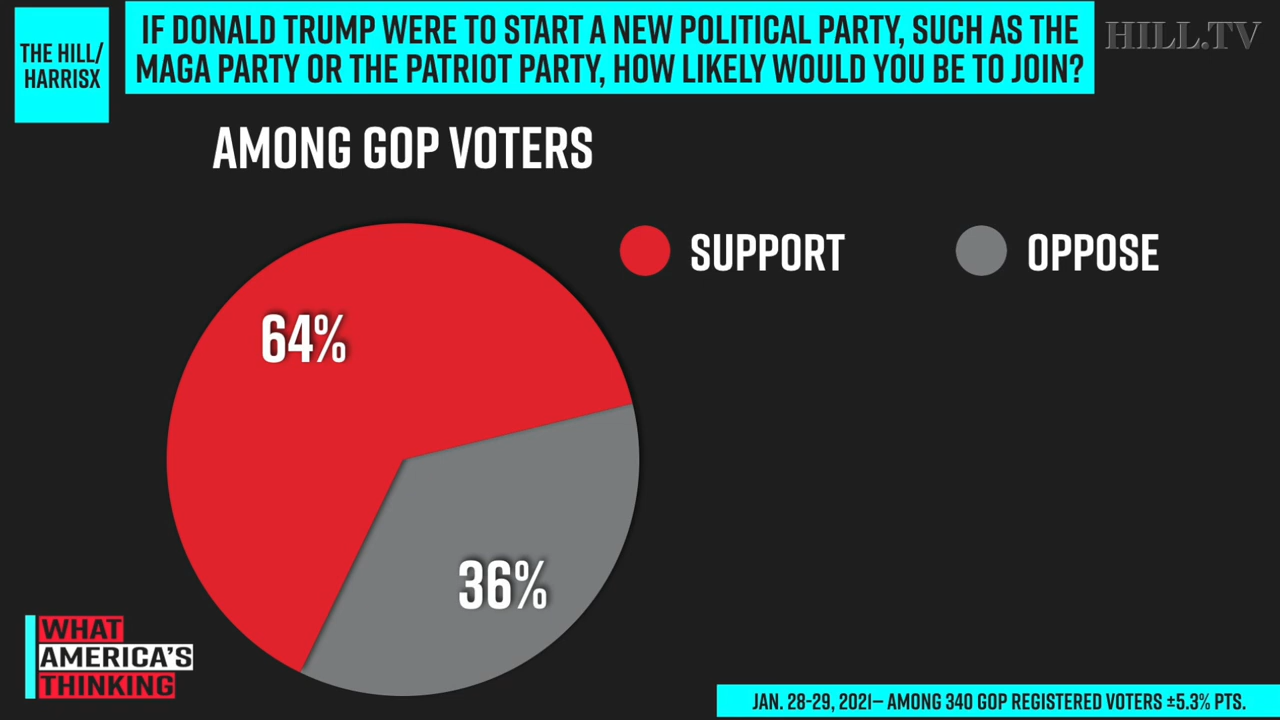 THE HILL/
HARRISX
IF DONALD TRUMP WERE TO START A NEW POLITICAL PARTY, SUCH AS THE
MAGA PARTY OR THE PATRIOT PARTY, HOW LIKELY WOULD YOU BE TO JOIN?
HILL.TV
AMONG GOP VOTERS
SUPPORT
OPPOSE
64%
36%
WHAT
AMERICA'S
THINKING
JAN. 28-29, 2021– AMONG 340 GOP REGISTERED VOTERS ±5.3% PTS.